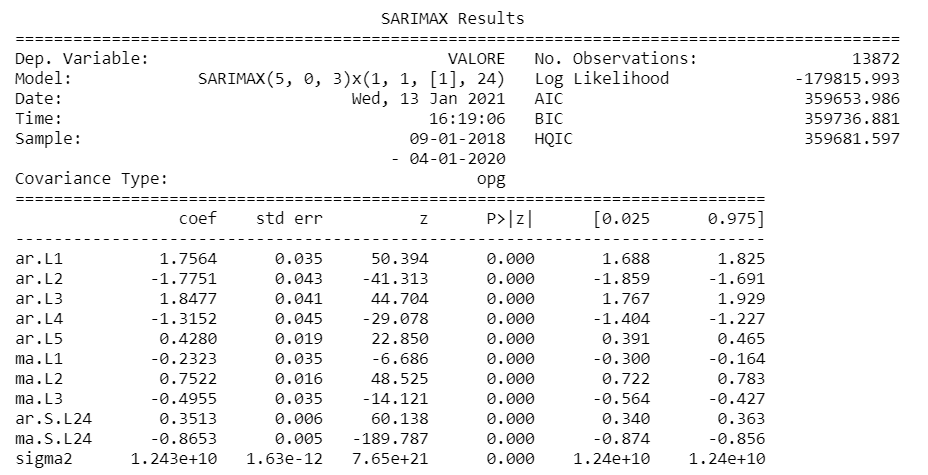 SARIMAX Results
==============================================================================================
Dep. Variable: VALORE No. Observations: 13872
Model: SARIMAX(5, 0, 3)x(1, 1, [1], 24) Log Likelihood -179815.993
Date: Wed, 13 Jan 2021 AIC 359653.986
Time: 16:19:06 BIC 359736.881
Sample: 09-01-2018 HQIC 359681.597
- 04-01-2020
Covariance Type: opg
==============================================================================
coef std err z P>|z| [0.025 0.975]
------------------------------------------------------------------------------
ar.L1 1.7564 0.035 50.394 0.000 1.688 1.825
ar.L2 -1.7751 0.043 -41.313 0.000 -1.859 -1.691
ar.L3 1.8477 0.041 44.704 0.000 1.767 1.929
ar.L4 -1.3152 0.045 -29.078 0.000 -1.404 -1.227
ar.L5 0.4280 0.019 22.850 0.000 0.391 0.465
ma.L1 -0.2323 0.035 -6.686 0.000 -0.300 -0.164
ma.L2 0.7522 0.016 48.525 0.000 0.722 0.783
ma.L3 -0.4955 0.035 -14.121 0.000 -0.564 -0.427
ar.S.L24 0.3513 0.006 60.138 0.000 0.340 0.363
ma.S.L24 -0.8653 0.005 -189.787 0.000 -0.874 -0.856
sigma2 1.243e+10 1.63e-12 7.65e+21 0.000 1.24e+10 1.24e+10